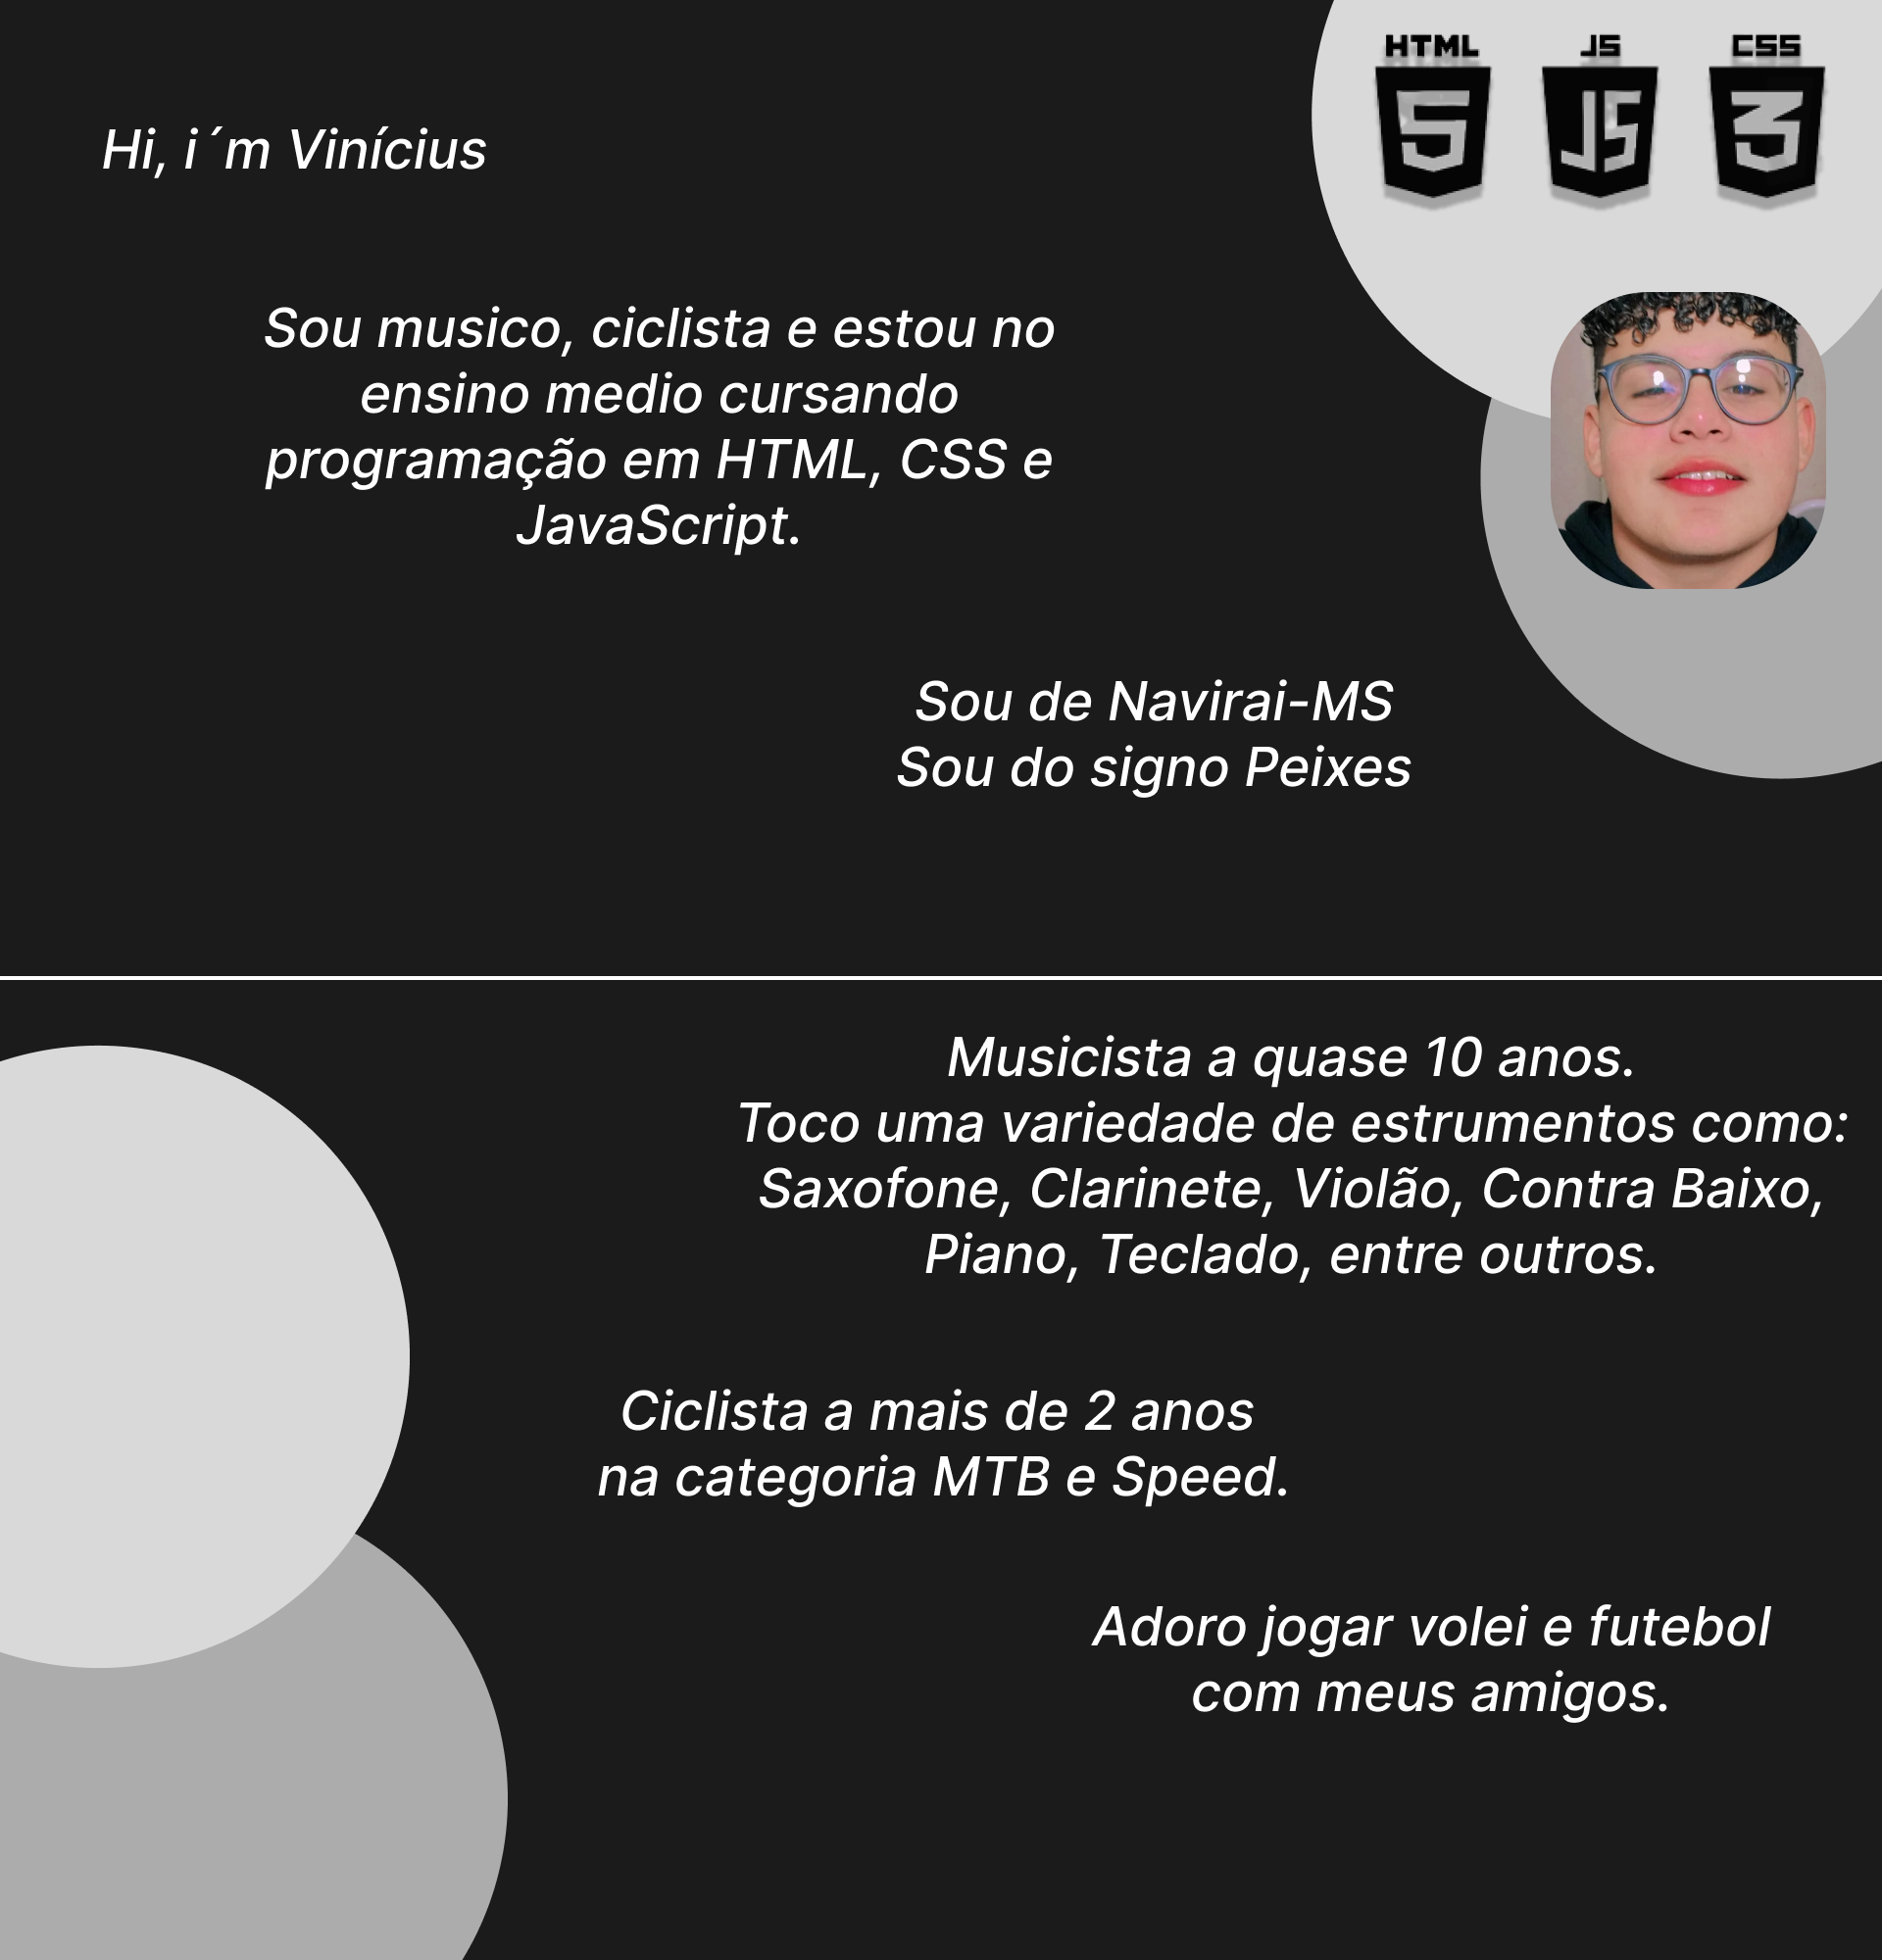 HTML JS CSS
5 JS 3
Hi, i´m Vinícius
Sou musico, ciclista e estou no
ensino medio cursando
programação em HTML, CSS e
JavaScript.
Sou de Navirai-MS
Sou do signo Peixes
Musicista a quase 10 anos.
Toco uma variedade de estrumentos como:
Saxofone, Clarinete, Violão, Contra Baixo,
Piano, Teclado, entre outros.
Ciclista a mais de 2 anos
na categoria MTB e Speed.
Adoro jogar volei e futebol
com meus amigos.